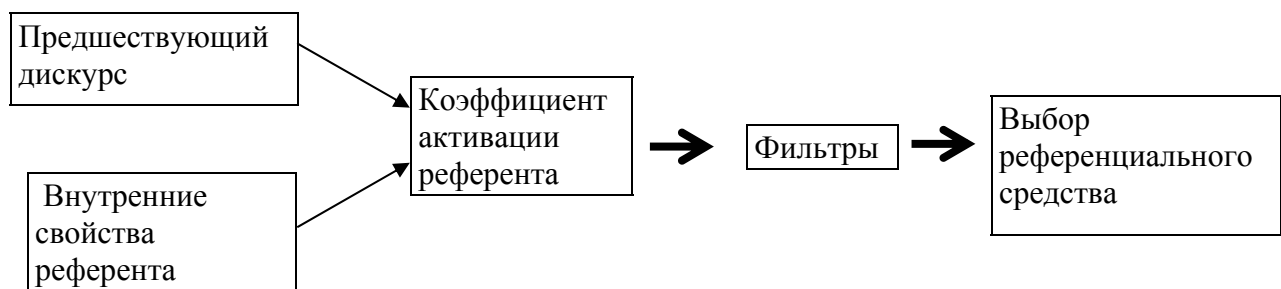 Предшествующий
дискурс
Внутренние
свойства
референта
Коэффициент
активации
референта
Фильтры
Выбор
референциального
средства